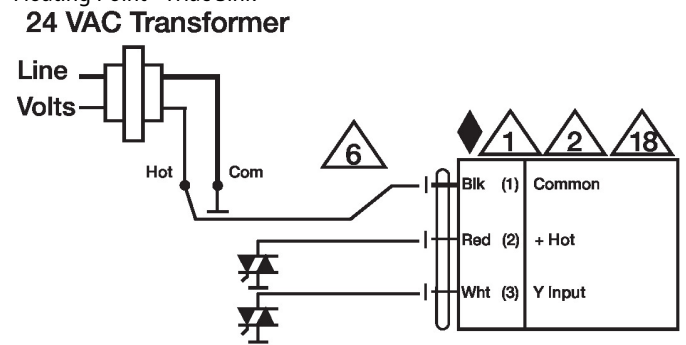 24 VAC Transformer
Line
Volts
Hot
Com
6
1
2
18
Blk (1) Common
Red (2) + Hot
Wht (3) Y Input